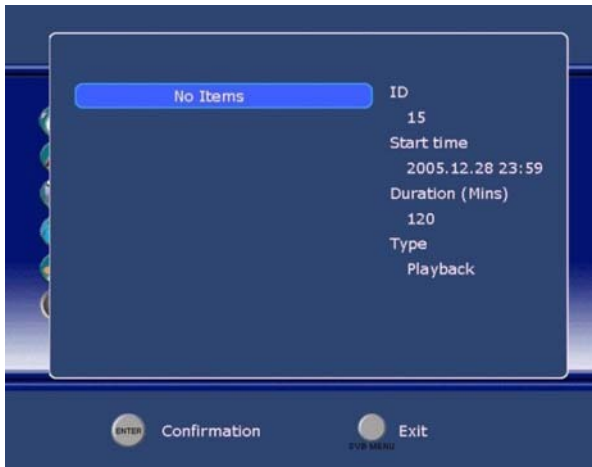 No Items
ID
15
Start time
2005.12.28 23:59
Duration (Mins)
120
Type
Playback
ENTER
Confirmation
DVB MENU
Exit